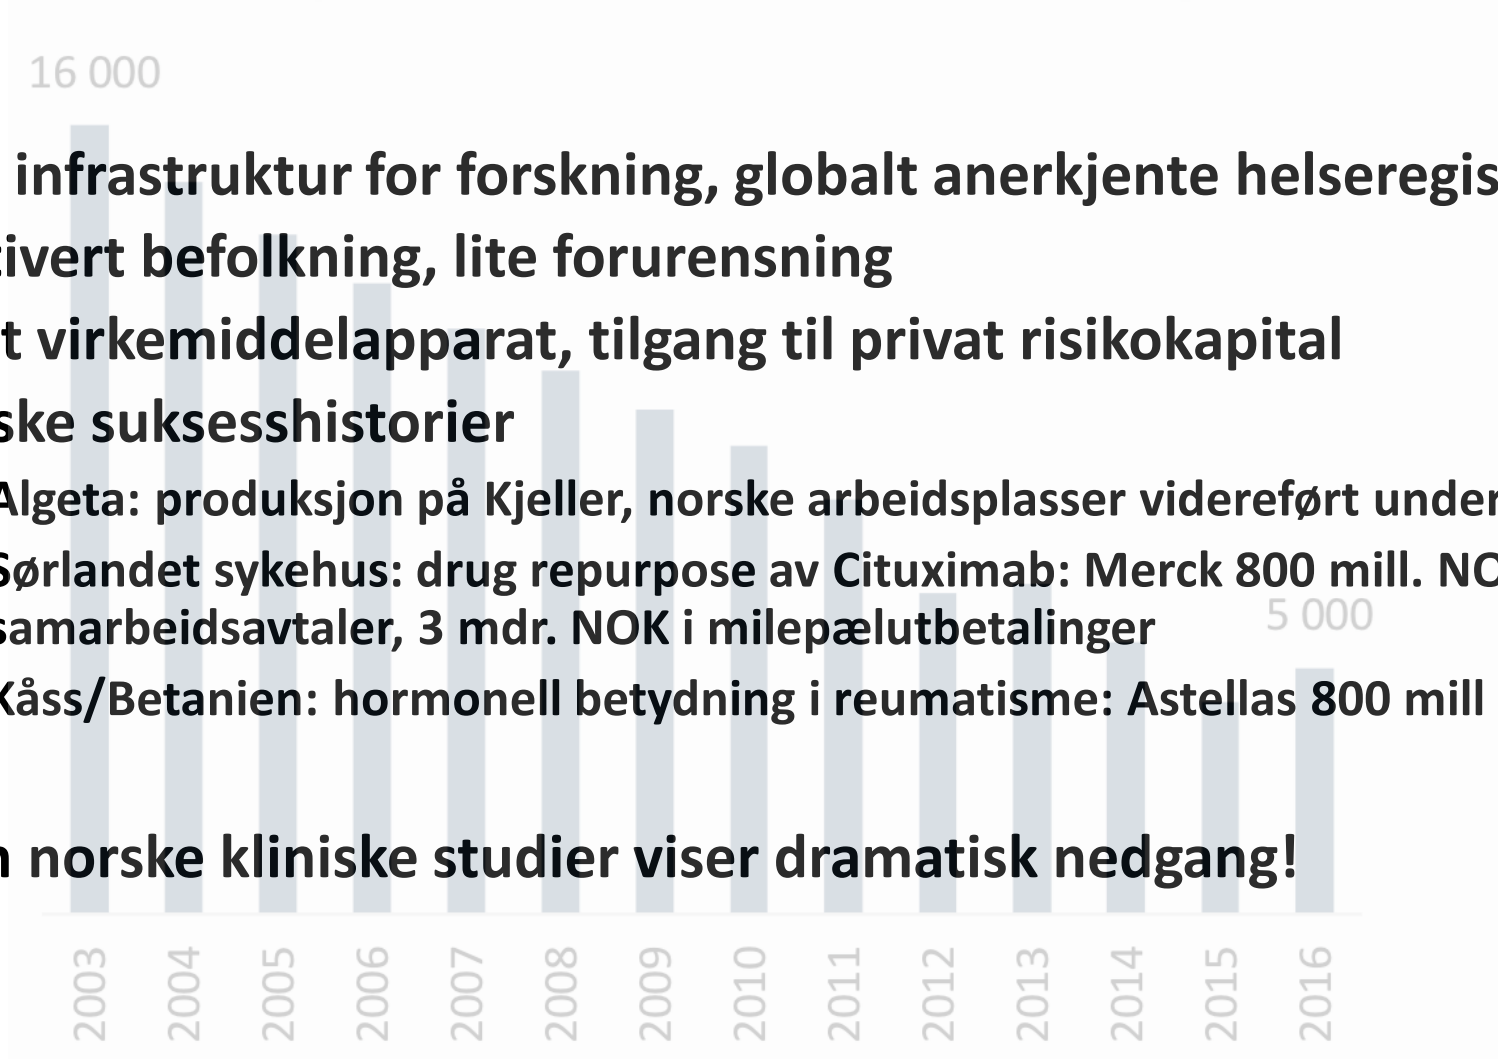 16 000
infrastruktur for forskning, globalt anerkjente helseregis
tivert befolkning, lite forurensning
t virkemiddelapparat, tilgang til privat risikokapital
ske suksesshistorier
Algeta: produksjon på Kjeller, norske arbeidsplasser videreført under
Sørlandet sykehus: drug repurpose av Cituximab: Merck 800 mill. NO
samarbeidsavtaler, 3 mdr. NOK i milepælutbetalinger
5 000
Kåss/Betanien: hormonell betydning i reumatisme: Astellas 800 mill
n norske kliniske studier viser dramatisk nedgang!
2003 2004 2005 2006 2007 2008 2009 2010 2011 2012 2013 2014 2015 2016